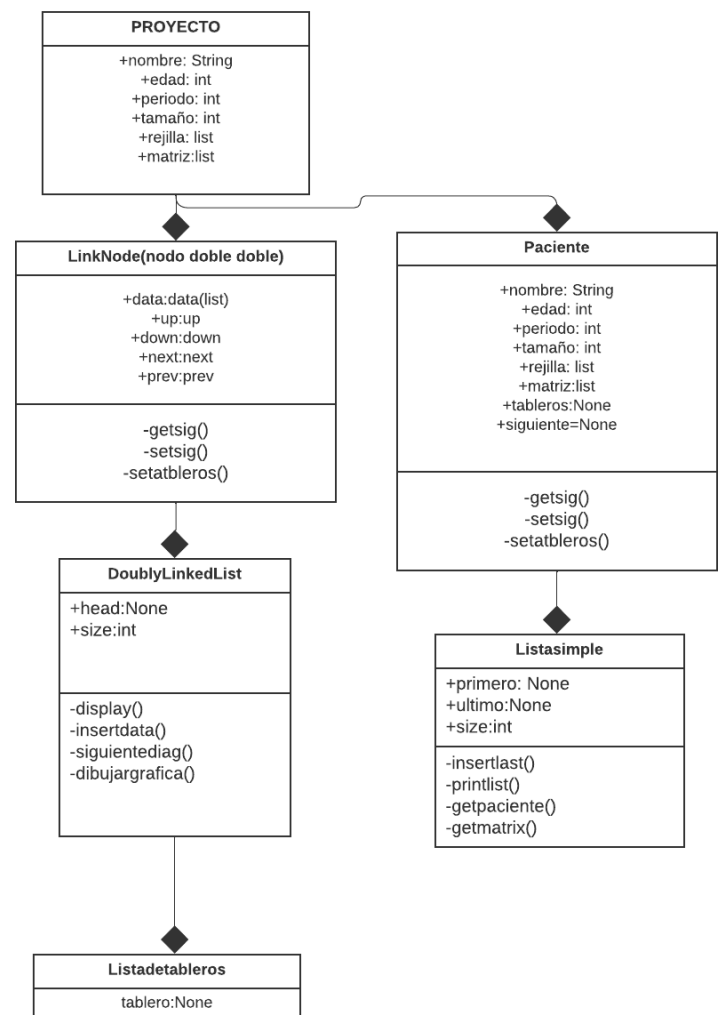 PROYECTO
+nombre: String
+edad: int
+periodo: int
+tamaño: int
+rejilla: list
+matriz:list
LinkNode(nodo doble doble)
+data:data(list)
+up:up
+down:down
+next:next
+prev:prev
-getsig()
-setsig()
-setatbleros()
DoublyLinkedList
+head:None
+size:int
-display()
-insertdata()
-siguientediag()
-dibujargrafica()
Listadetableros
tablero:None
Paciente
+nombre: String
+edad: int
+periodo: int
+tamaño: int
+rejilla: list
+matriz:list
+tableros:None
+siguiente=None
-getsig()
-setsig()
-setatbleros()
Listasimple
+primero: None
+ultimo:None
+size:int
-insertlast()
-printlist()
-getpaciente()
-getmatrix()